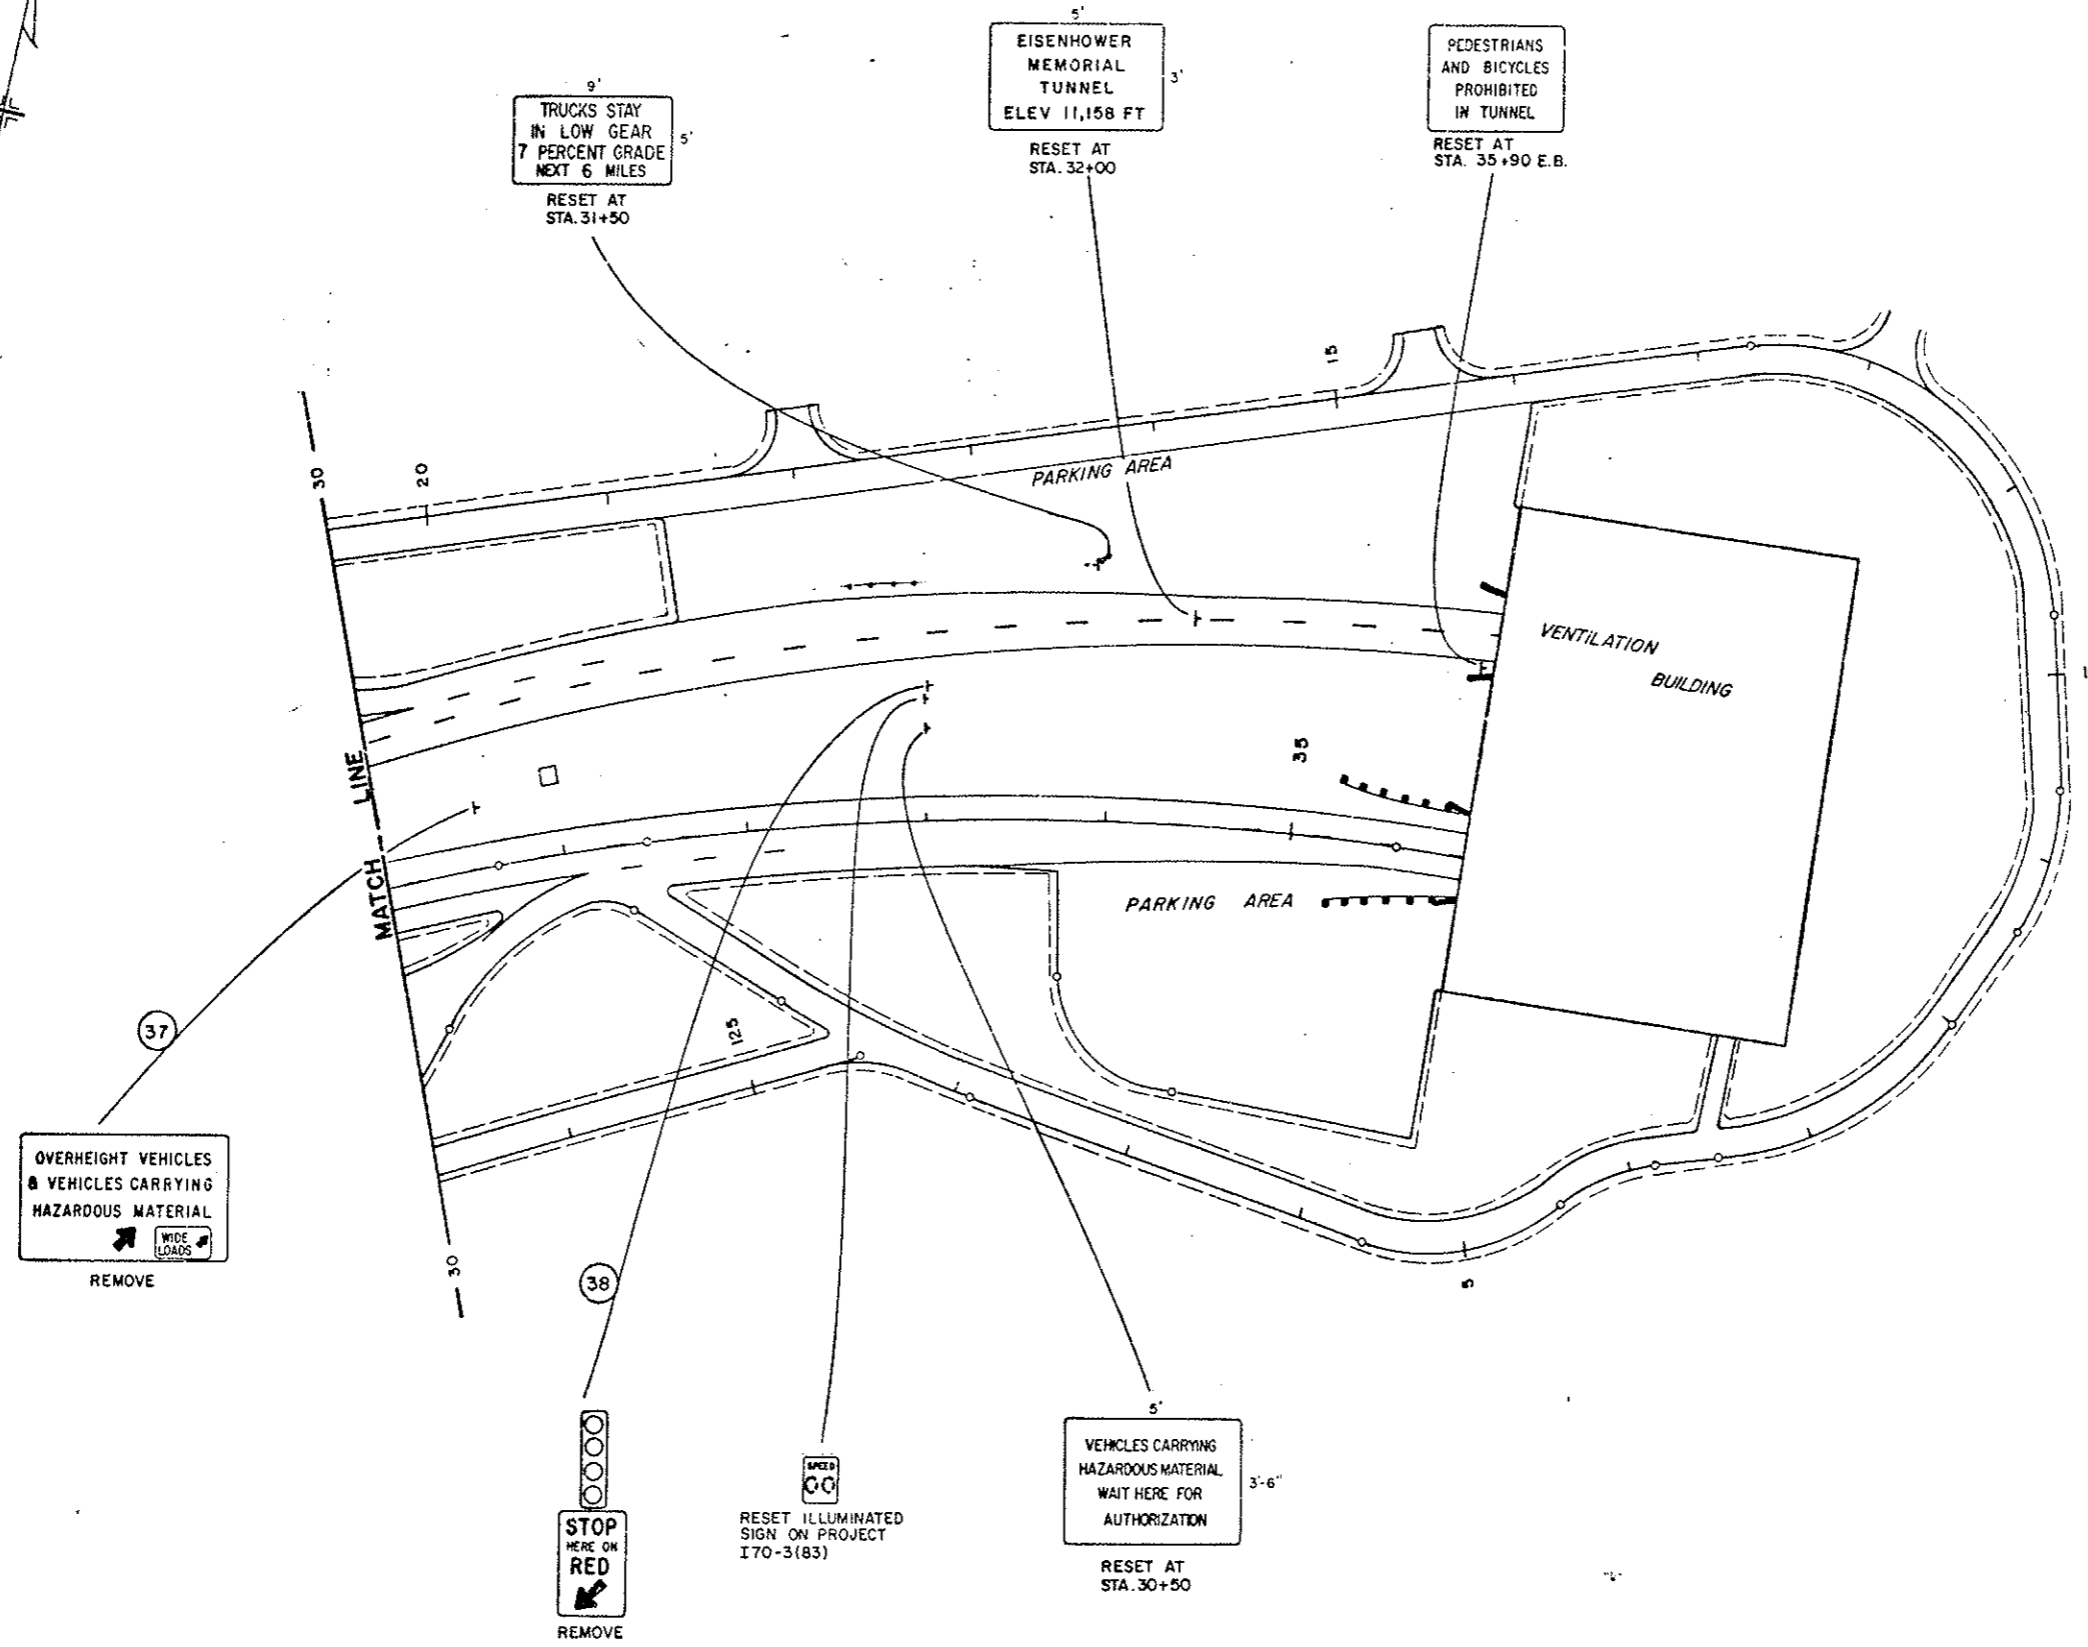 5'
EISENHOWER
MEMORIAL
TUNNEL
ELEV 11,158 FT
3'
RESET AT
STA. 32+00
PEDESTRIANS
AND BICYCLES
PROHIBITED
IN TUNNEL
RESET AT
STA. 35+90 E.B.
9'
TRUCKS STAY
IN LOW GEAR
7 PERCENT GRADE
NEXT 6 MILES
5'
RESET AT
STA. 31+50
15
30
20
PARKING AREA
VENTILATION
BUILDING
1
35
MATCH LINE
PARKING AREA
37
125
OVERHEIGHT VEHICLES
& VEHICLES CARRYING
HAZARDOUS MATERIAL
WIDE
LOADS
REMOVE
30
38
5
STOP
HERE ON
RED
REMOVE
SPEED
00
RESET ILLUMINATED
SIGN ON PROJECT
I70-3(83)
5'
VEHICLES CARRYING
HAZARDOUS MATERIAL
WAIT HERE FOR
AUTHORIZATION
3'-6"
RESET AT
STA. 30+50